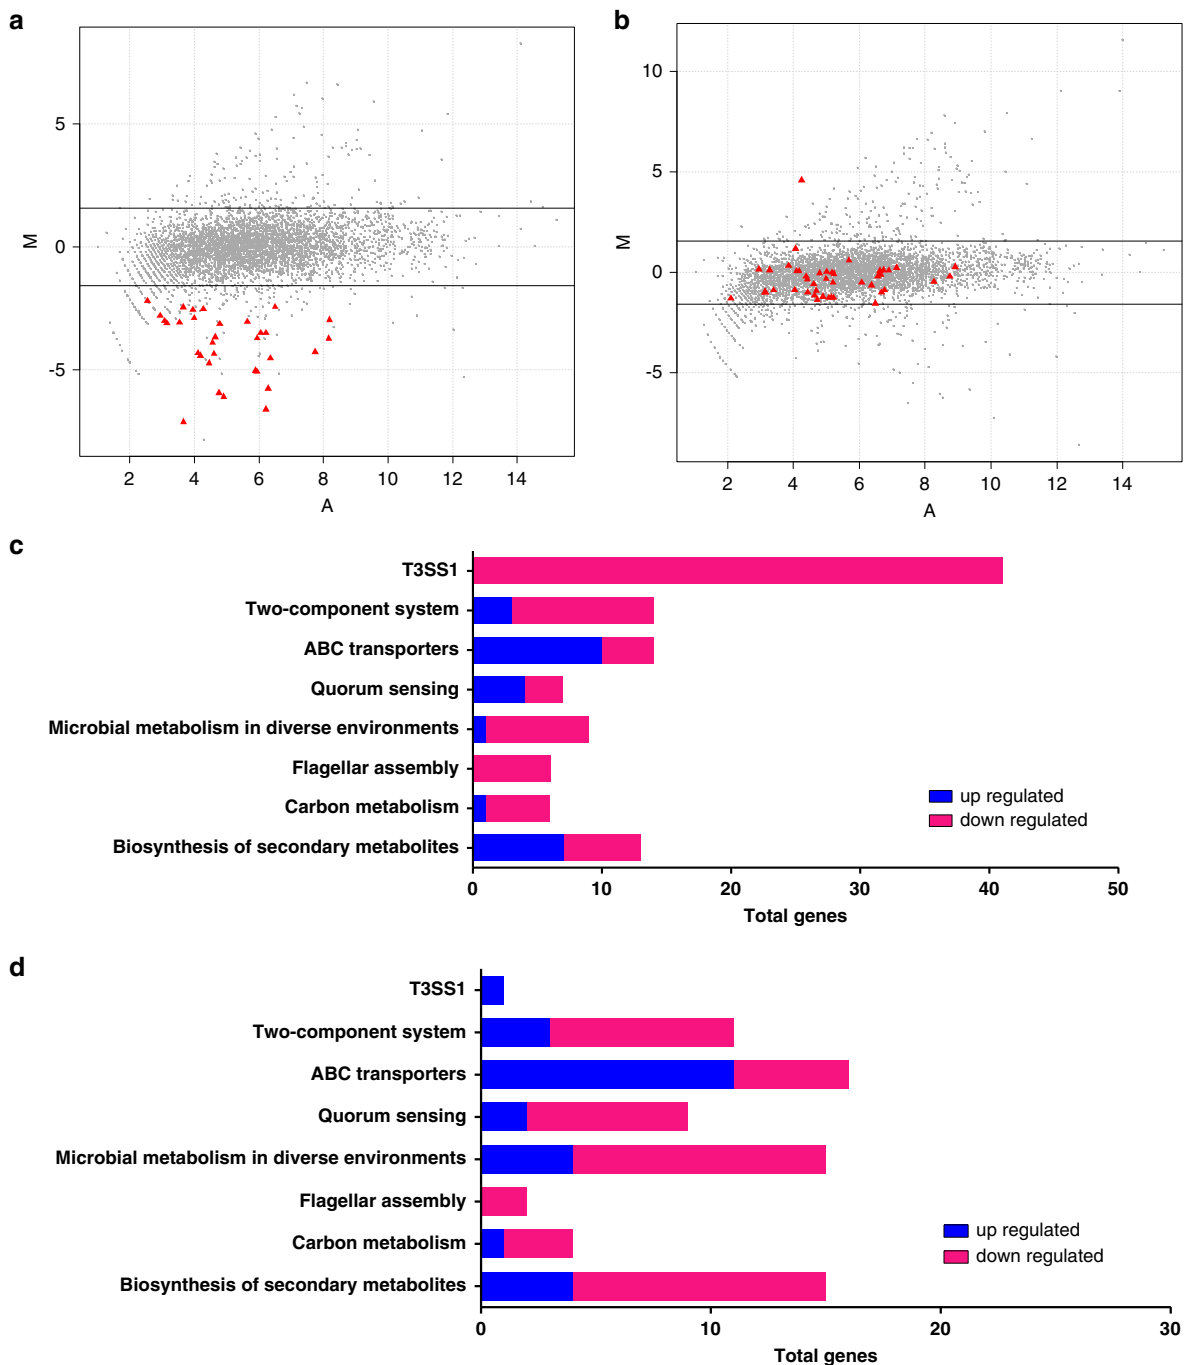 a
5
0
-5
M
2 4 6 8 10 12 14
A
b
10
5
0
-5
M
2 4 6 8 10 12 14
A
c
T3SS1
Two-component system
ABC transporters
Quorum sensing
Microbial metabolism in diverse environments
Flagellar assembly
Carbon metabolism
Biosynthesis of secondary metabolites
up regulated
down regulated
0 10 20 30 40 50
Total genes
d
T3SS1
Two-component system
ABC transporters
Quorum sensing
Microbial metabolism in diverse environments
Flagellar assembly
Carbon metabolism
Biosynthesis of secondary metabolites
up regulated
down regulated
0 10 20 30
Total genes